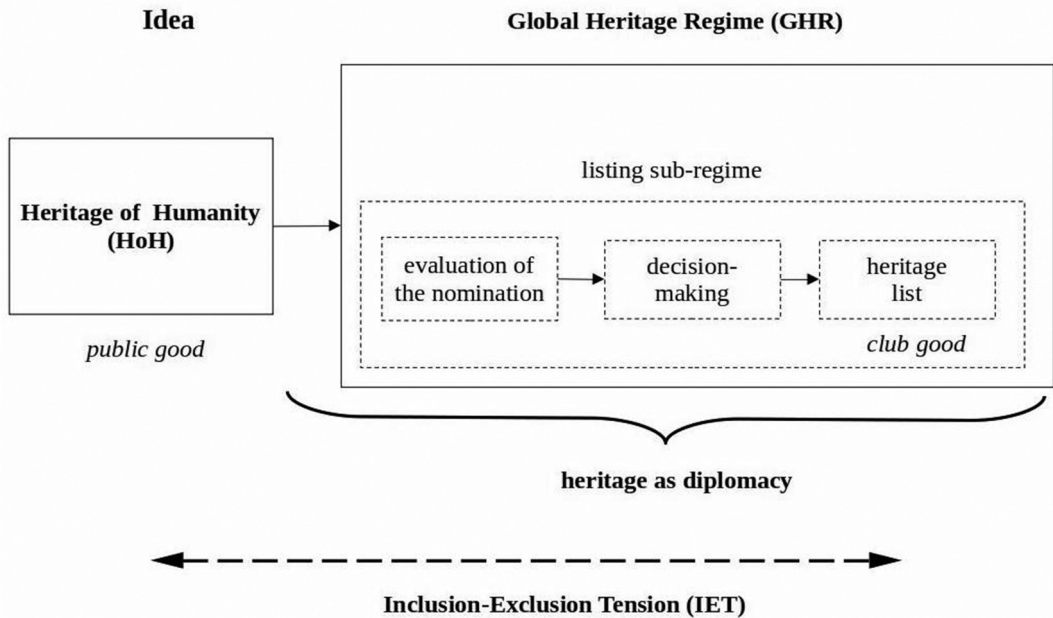 Idea
Global Heritage Regime (GHR)
Heritage of Humanity
(HoH)
public good
listing sub-regime
evaluation of
the nomination
decision-
making
heritage
list
club good
heritage as diplomacy
Inclusion-Exclusion Tension (IET)